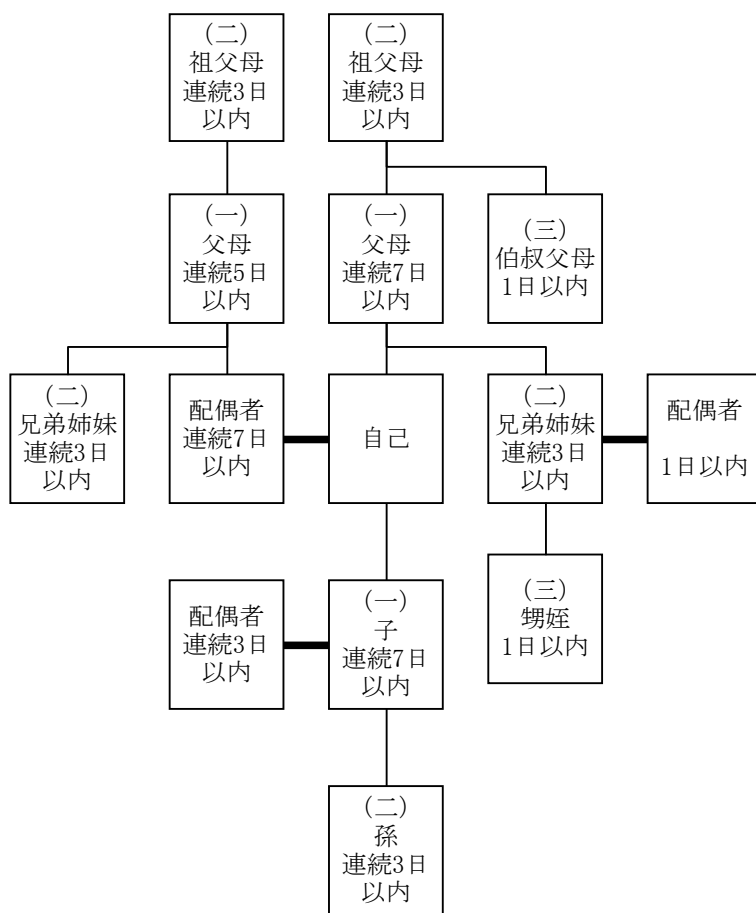 (二)
祖父母
連続3日
以内
(二)
祖父母
連続3日
以内
(一)
父母
連続5日
以内
(一)
父母
連続7日
以内
(三)
伯叔父母
1日以内
(二)
兄弟姉妹
連続3日
以内
配偶者
連続7日
以内
自己
(二)
兄弟姉妹
連続3日
以内
配偶者
1日以内
配偶者
連続3日
以内
(一)
子
連続7日
以内
(三)
甥姪
1日以内
(二)
孫
連続3日
以内